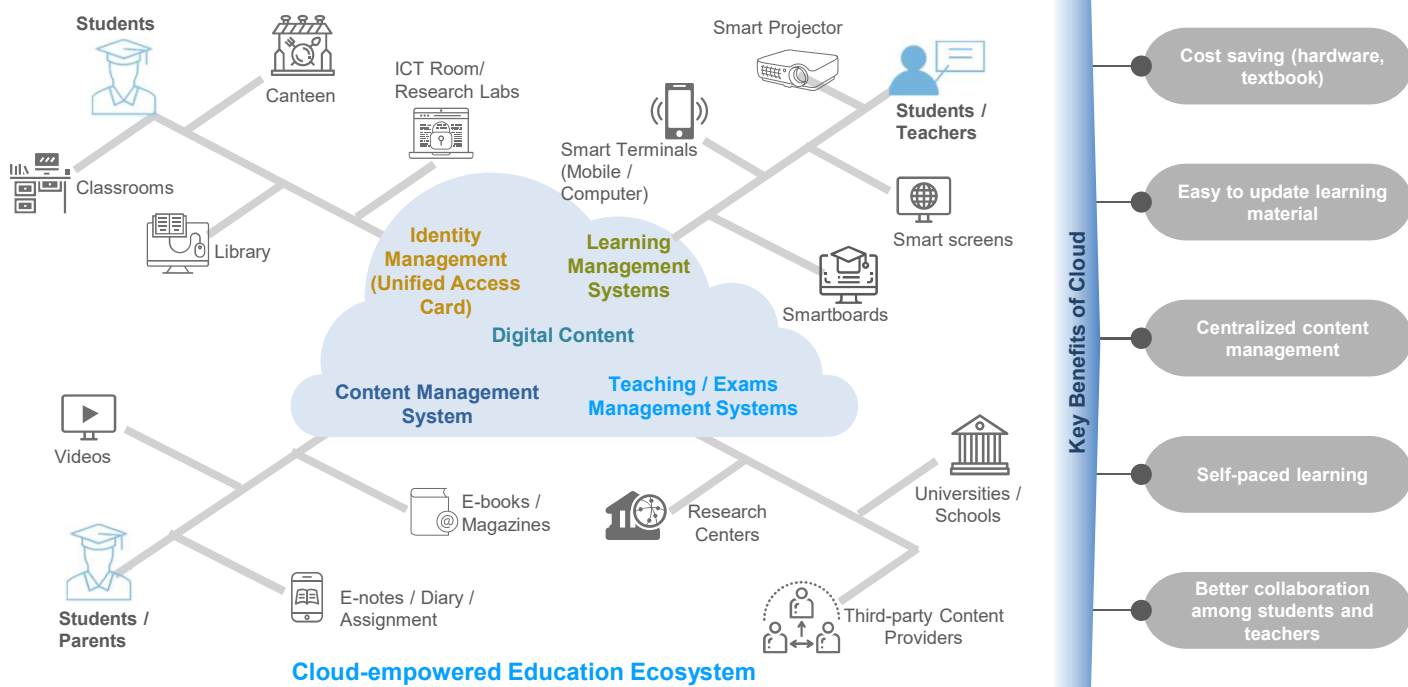 Students
Canteen
ICT Room/
Research Labs
Classrooms
Library
Smart Projector
Students /
Teachers
Smart Terminals
(Mobile /
Computer)
Smart screens
Smartboards
Identity
Management
(Unified Access
Card)
Learning
Management
Systems
Digital Content
Content Management
System
Teaching / Exams
Management Systems
Videos
E-books /
Magazines
Students /
Parents
E-notes / Diary /
Assignment
Research
Centers
Universities /
Schools
Third-party Content
Providers
Cloud-empowered Education Ecosystem
Key Benefits of Cloud
Cost saving (hardware,
textbook)
Easy to update learning
material
Centralized content
management
Self-paced learning
Better collaboration
among students and
teachers